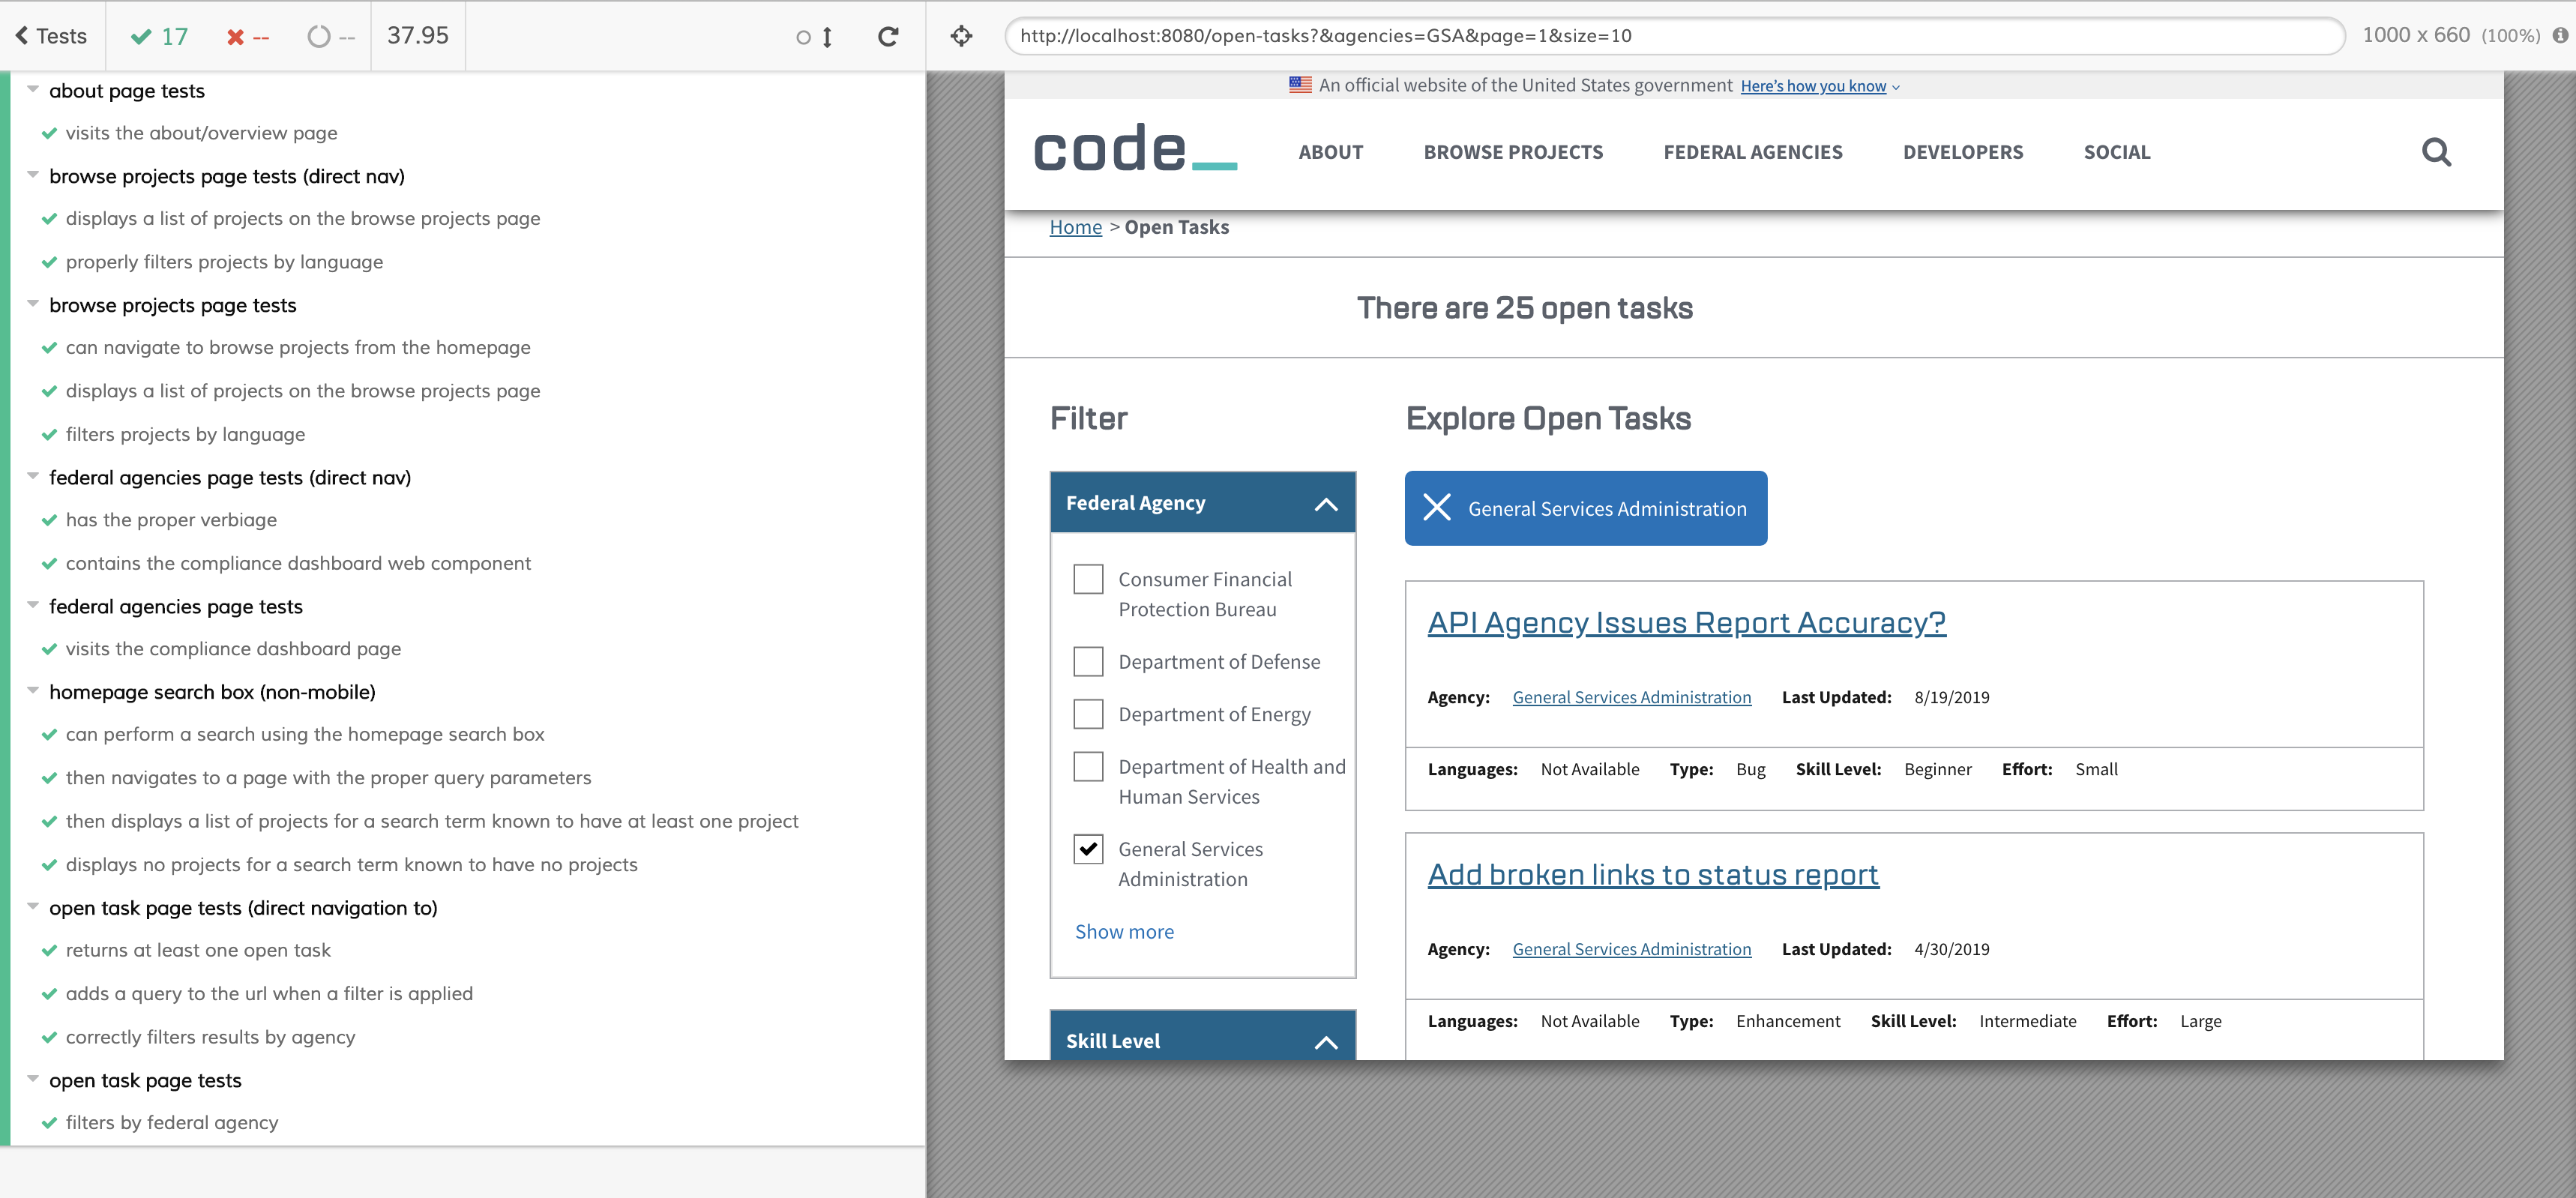 Tests
17
--
--
37.95
http://localhost:8080/open-tasks?&agencies=GSA&page=1&size=10
1000 x 660 (100%)
about page tests
visits the about/overview page
browse projects page tests (direct nav)
displays a list of projects on the browse projects page
properly filters projects by language
browse projects page tests
can navigate to browse projects from the homepage
displays a list of projects on the browse projects page
filters projects by language
federal agencies page tests (direct nav)
has the proper verbiage
contains the compliance dashboard web component
federal agencies page tests
visits the compliance dashboard page
homepage search box (non-mobile)
can perform a search using the homepage search box
then navigates to a page with the proper query parameters
then displays a list of projects for a search term known to have at least one project
displays no projects for a search term known to have no projects
open task page tests (direct navigation to)
returns at least one open task
adds a query to the url when a filter is applied
correctly filters results by agency
open task page tests
filters by federal agency
An official website of the United States government Here’s how you know
code_
ABOUT
BROWSE PROJECTS
FEDERAL AGENCIES
DEVELOPERS
SOCIAL
Home > Open Tasks
There are 25 open tasks
Filter
Federal Agency
Consumer Financial
Protection Bureau
Department of Defense
Department of Energy
Department of Health and
Human Services
General Services
Administration
Show more
Skill Level
Explore Open Tasks
General Services Administration
API Agency Issues Report Accuracy?
Agency: General Services Administration Last Updated: 8/19/2019
Languages: Not Available Type: Bug Skill Level: Beginner Effort: Small
Add broken links to status report
Agency: General Services Administration Last Updated: 4/30/2019
Languages: Not Available Type: Enhancement Skill Level: Intermediate Effort: Large